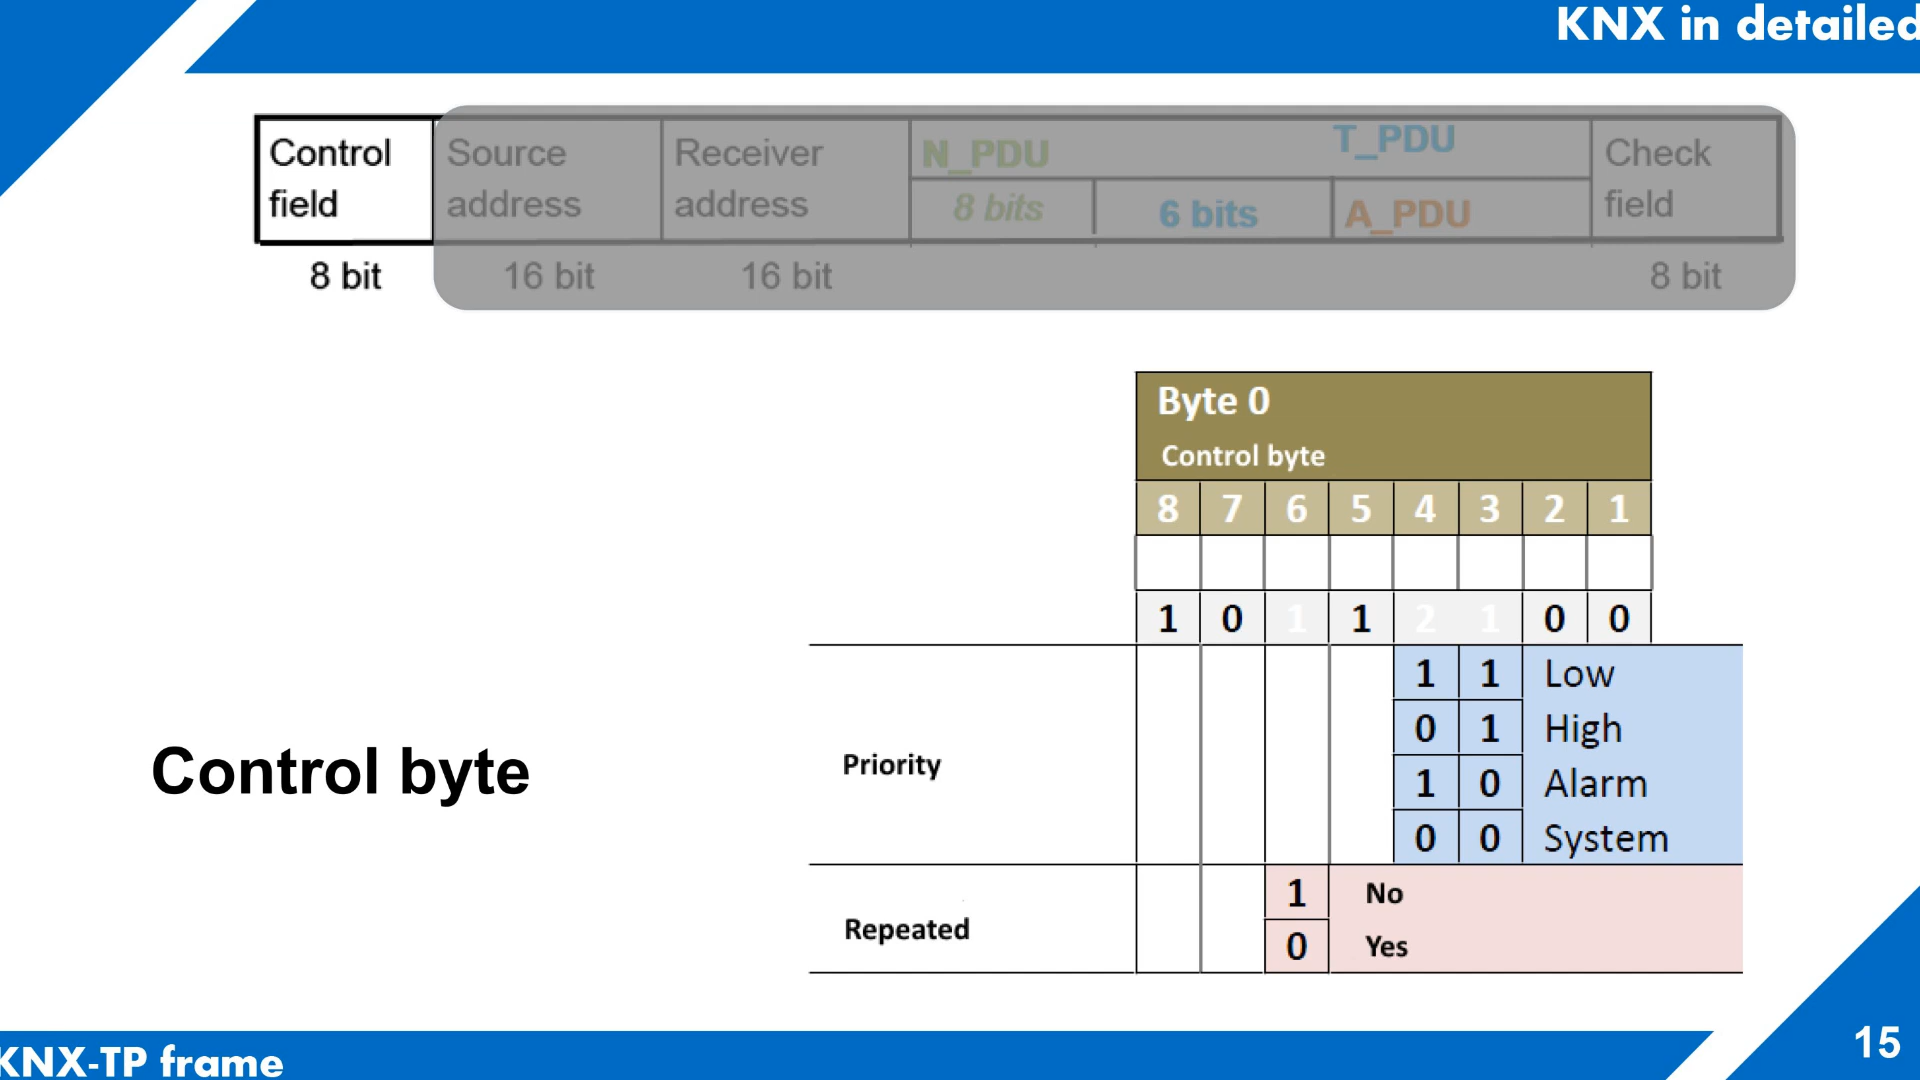 KNX in detailed
Control field
Source address
Receiver address
N_PDU
T_PDU
8 bits
6 bits
A_PDU
Check field
8 bit
16 bit
16 bit
8 bit
Byte 0
Control byte
8 7 6 5 4 3 2 1
1 0 1 1 2 1 0 0
Priority
1 1 Low
0 1 High
1 0 Alarm
0 0 System
Control byte
Repeated
1 No
0 Yes
KNX-TP frame
15